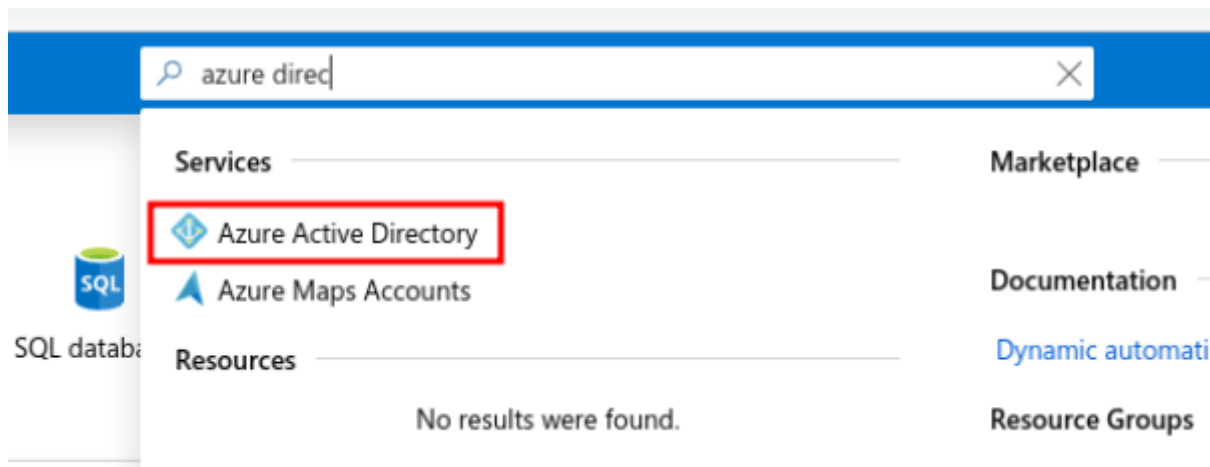 azure direc
Services
Azure Active Directory
Azure Maps Accounts
Resources
No results were found.
Marketplace
Documentation
Dynamic automati
Resource Groups
SQL
SQL databa